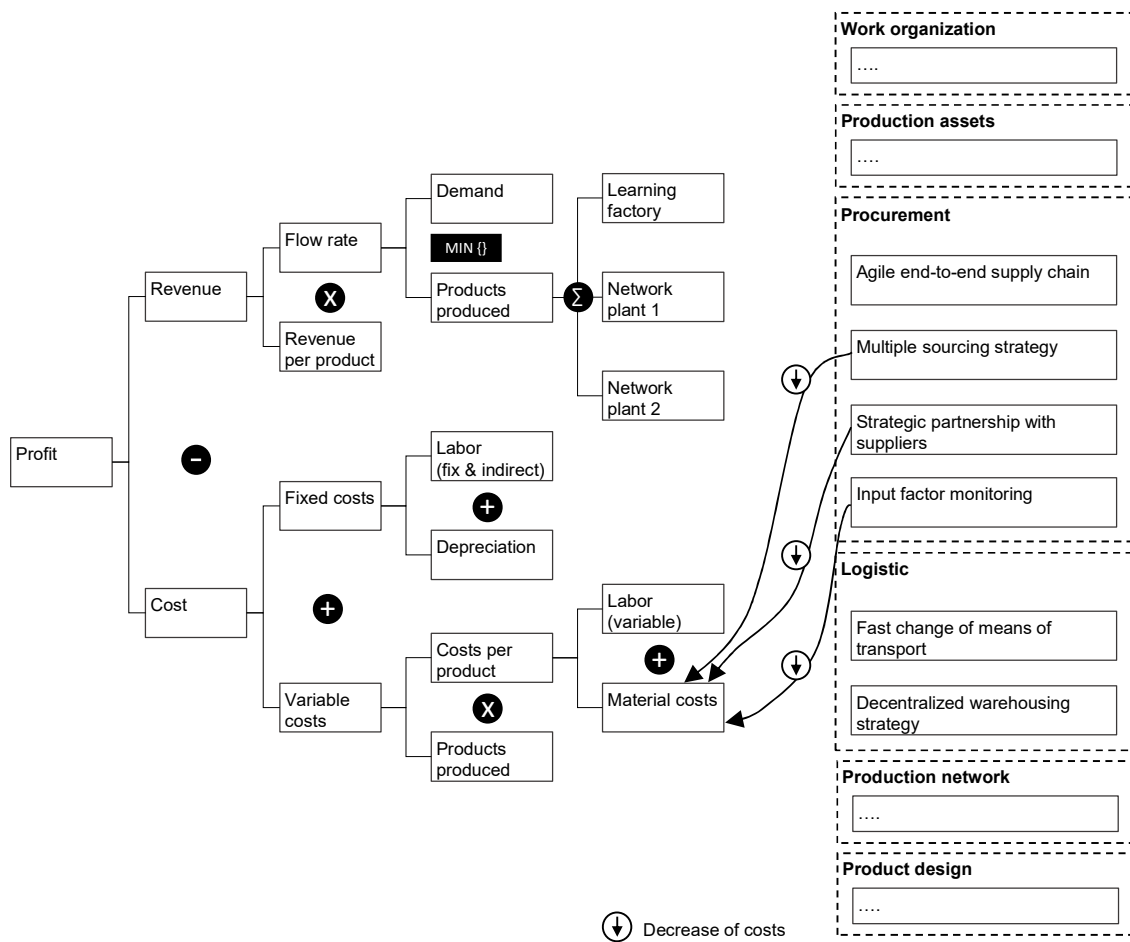 Profit
−
Revenue
Cost
Flow rate
X
Revenue
per product
Fixed costs
+
Variable
costs
Demand
MIN {}
Products
produced
Labor
(fix & indirect)
+
Depreciation
Costs per
product
X
Products
produced
Σ
Learning
factory
Network
plant 1
Network
plant 2
Labor
(variable)
+
Material costs
Work organization
….
Production assets
….
Procurement
Agile end-to-end supply chain
Multiple sourcing strategy
Strategic partnership with
suppliers
Input factor monitoring
Logistic
Fast change of means of
transport
Decentralized warehousing
strategy
Production network
….
Product design
….
Decrease of costs